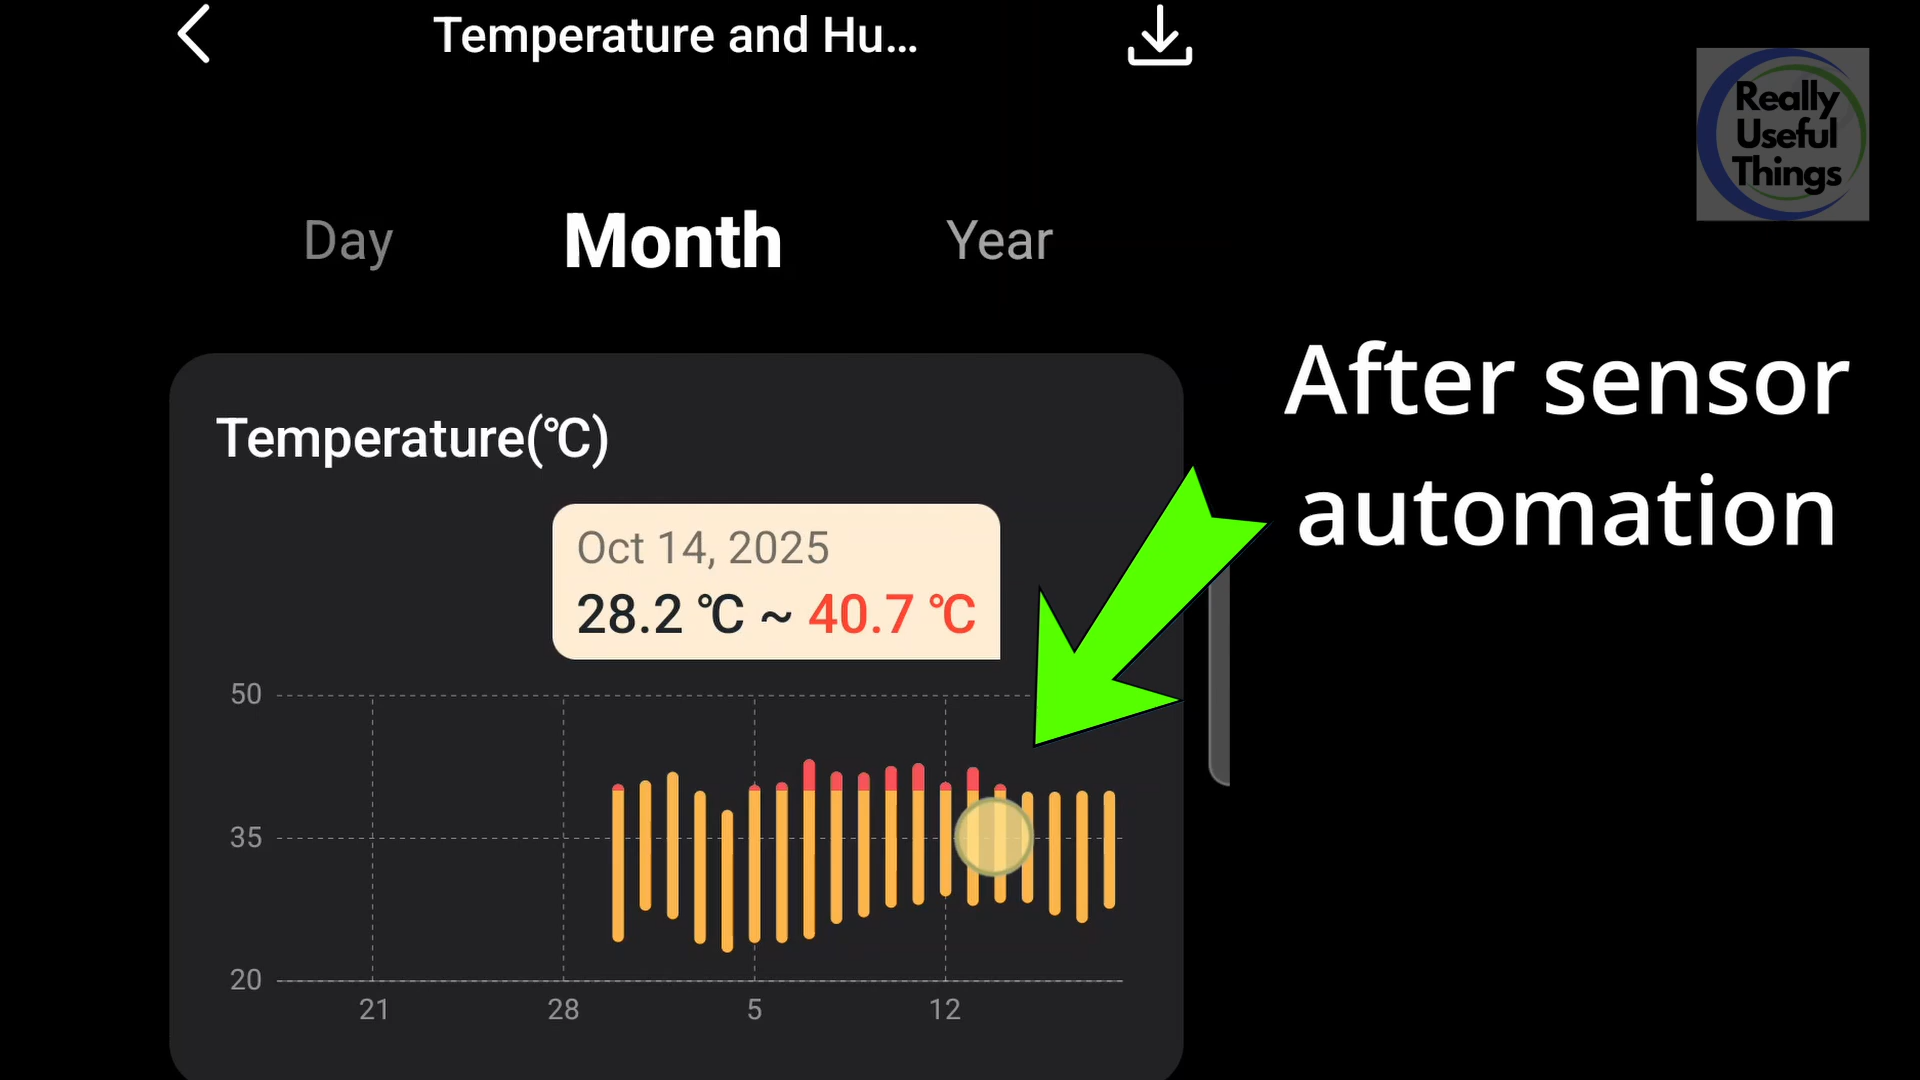 Temperature and Hu...
Really
Useful
Things
Day Month Year
After sensor
automation
Temperature(℃)
Oct 14, 2025
28.2 ℃ ~ 40.7 ℃
50
35
20
21 28 5 12